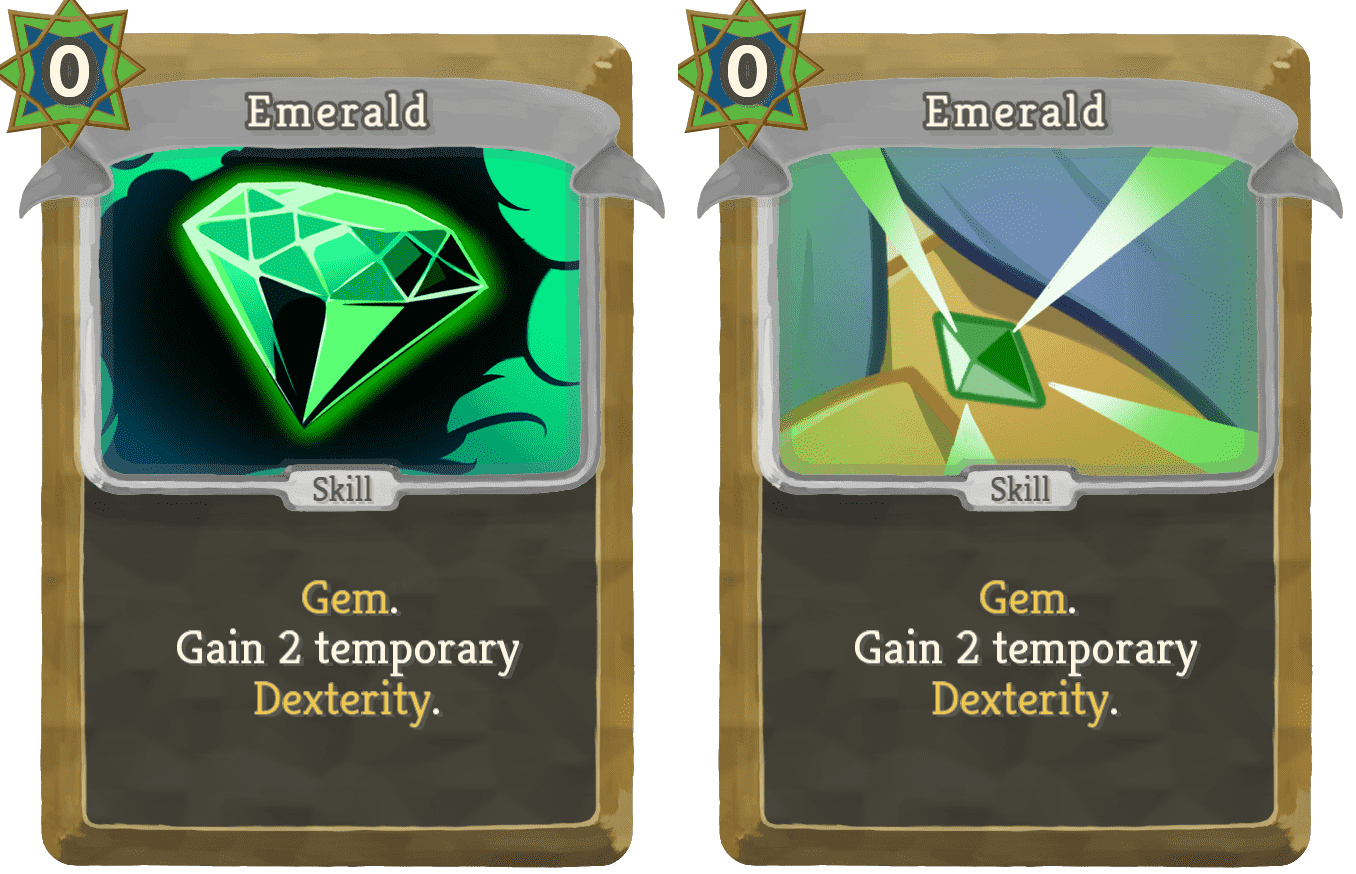 0
Emerald
Skill
Gem.
Gain 2 temporary
Dexterity.
0
Emerald
Skill
Gem.
Gain 2 temporary
Dexterity.